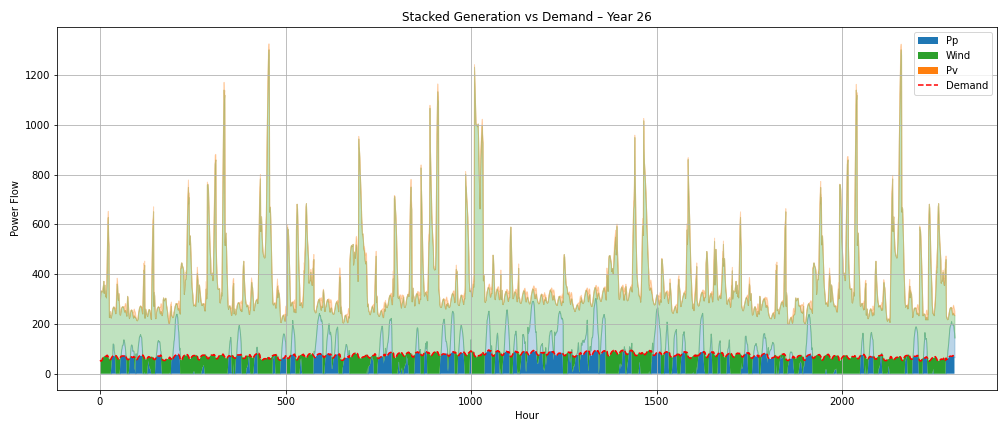 Stacked Generation vs Demand – Year 26
Pp
Wind
Pv
Demand
Power Flow
1200
1000
800
600
400
200
0
0 500 1000 1500 2000
Hour